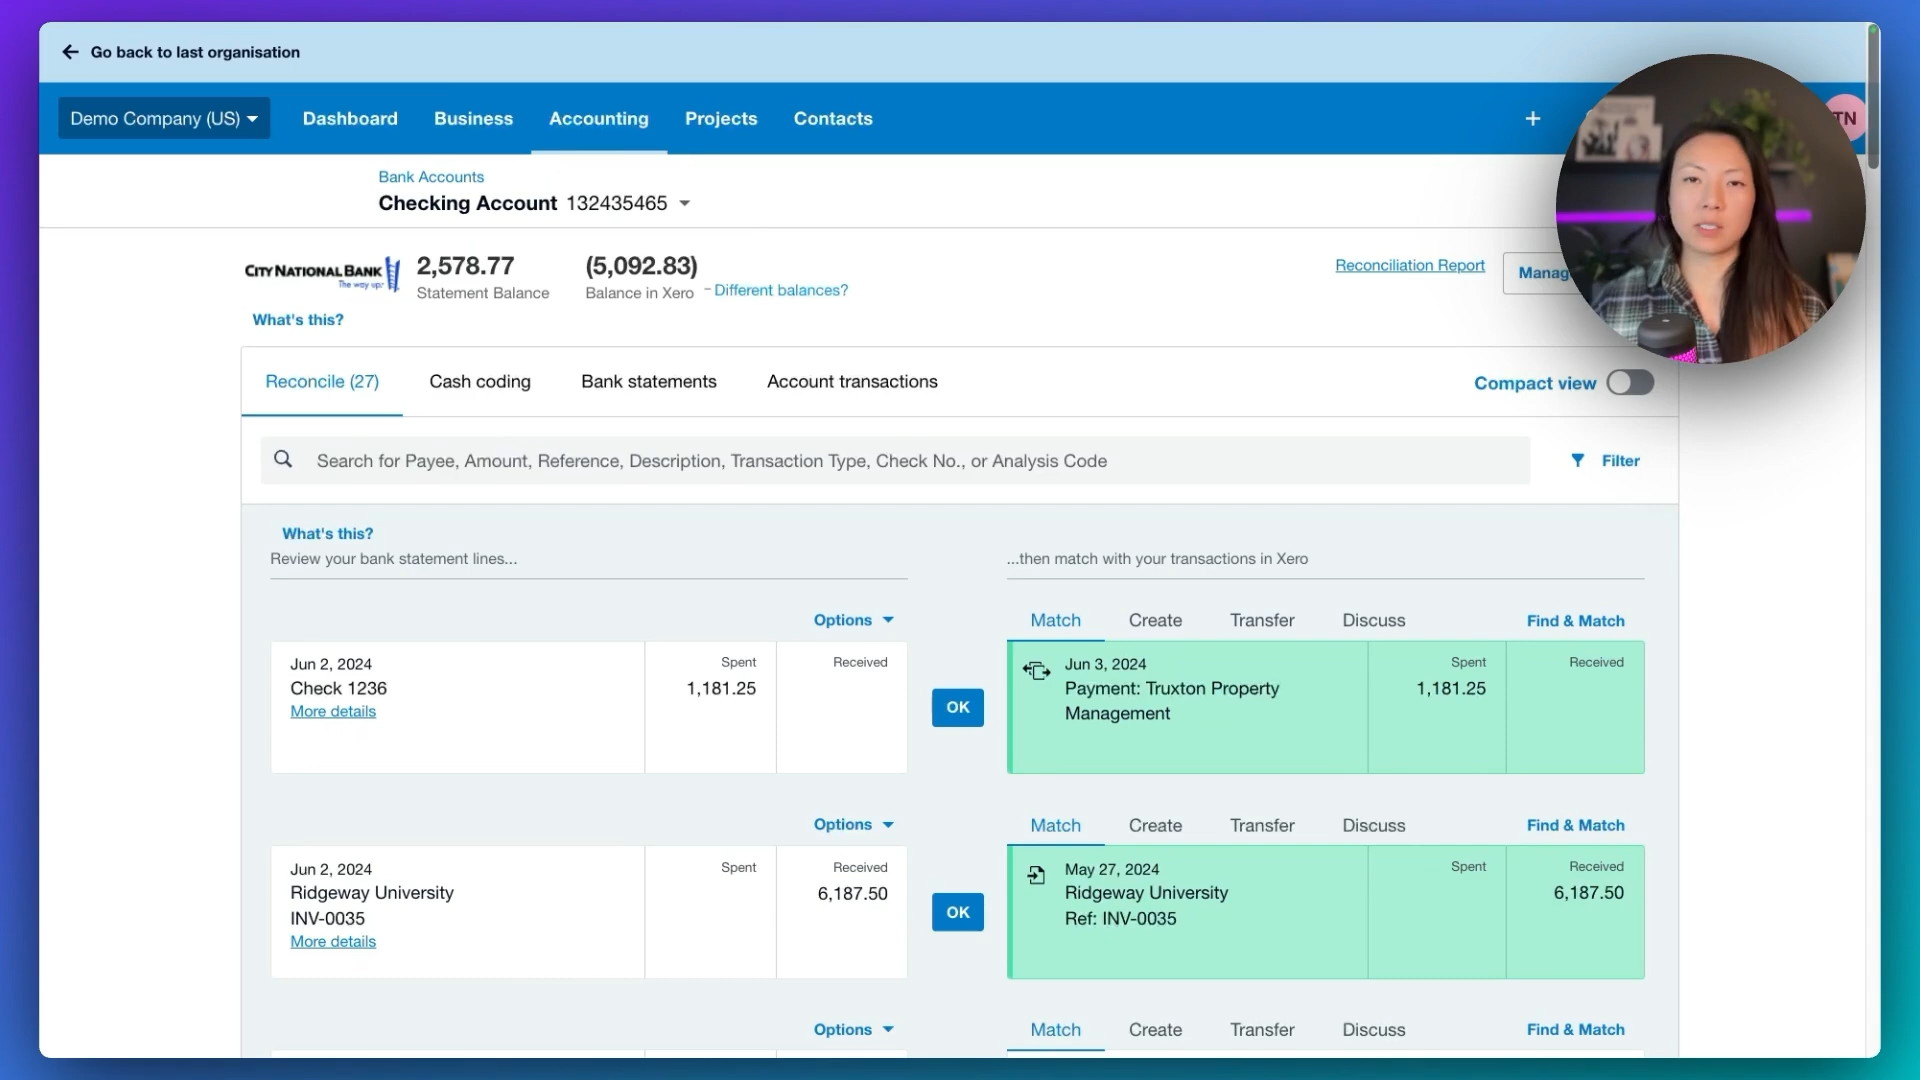 Go back to last organisation
Demo Company (US)
Dashboard
Business
Accounting
Projects
Contacts
+
TN
Bank Accounts
Checking Account 132435465
CITY NATIONAL BANK
The way up.
2,578.77
Statement Balance
(5,092.83)
Balance in Xero
Different balances?
Reconciliation Report
What's this?
Reconcile (27)
Cash coding
Bank statements
Account transactions
Compact view
Search for Payee, Amount, Reference, Description, Transaction Type, Check No., or Analysis Code
Filter
What's this?
Review your bank statement lines...
...then match with your transactions in Xero
Options
Match
Create
Transfer
Discuss
Find & Match
Jun 2, 2024
Check 1236
More details
Spent
1,181.25
Received
OK
Jun 3, 2024
Payment: Truxton Property
Management
Spent
1,181.25
Received
Options
Match
Create
Transfer
Discuss
Find & Match
Jun 2, 2024
Ridgeway University
INV-0035
More details
Spent
Received
6,187.50
OK
May 27, 2024
Ridgeway University
Ref: INV-0035
Spent
Received
6,187.50
Options
Match
Create
Transfer
Discuss
Find & Match